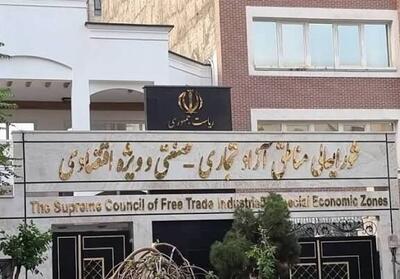 ریاست جمهوری
شورایعالی مناطق آزاد تجاری - صنعتی و ویژه اقتصادی
The Supreme Council of Free Trade Industrial Special Economic Zones